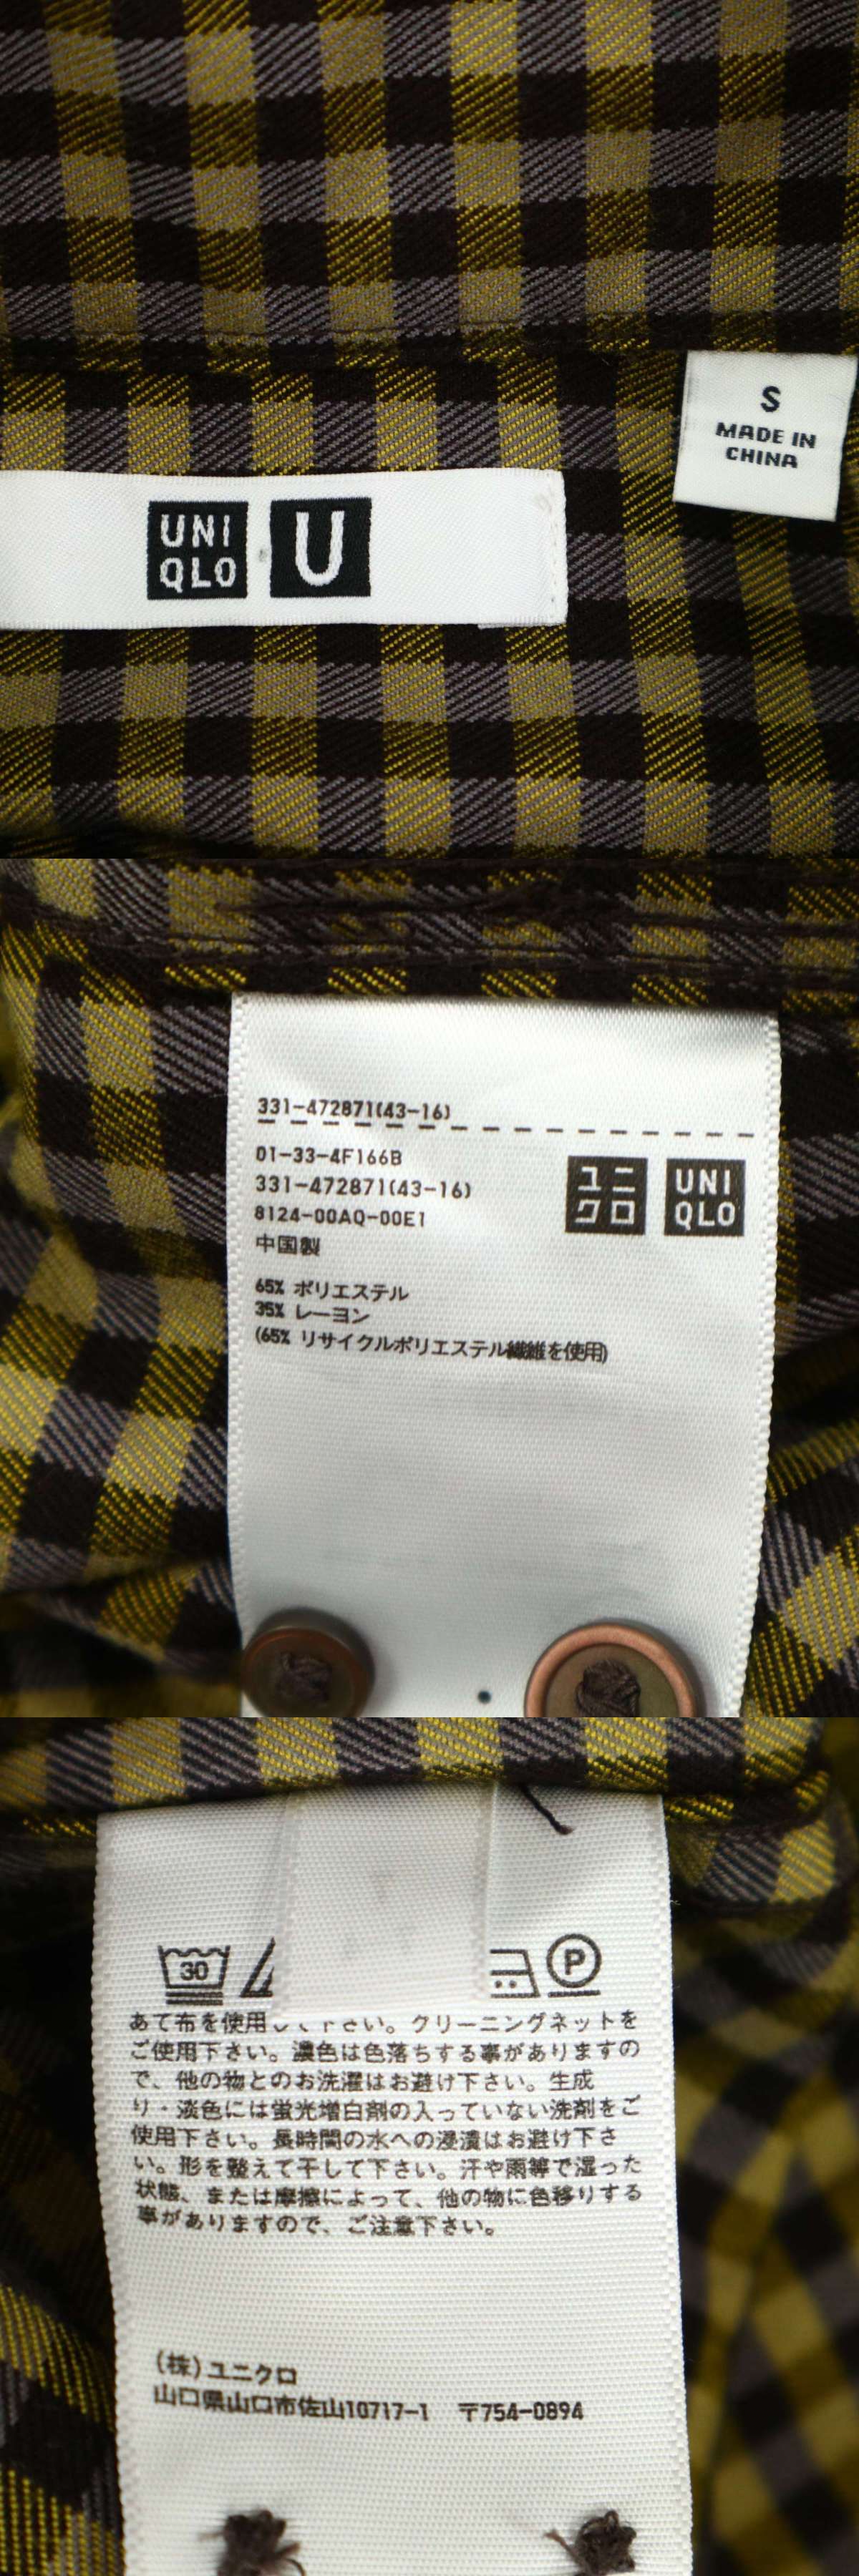 S
MADE IN
CHINA
UNI
QLO
U
331-472871(43-16)
01-33-4F166B
331-472871(43-16)
8124-00AQ-00E1
中国製
ユニ
クロ
UNI
QLO
65% ポリエステル
35% レーヨン
(65% リサイクルポリエステル繊維を使用)
30
P
あて布を使用 さい。クリーニングネットを
ご使用下さい。濃色は色落ちする事がありますの
で、他の物とのお洗濯はお避け下さい。生成
り・淡色には蛍光増白剤の入っていない洗剤をご
使用下さい。長時間の水への浸漬はお避け下さ
い。形を整えて干して下さい。汗や雨等で湿った
状態、または摩擦によって、他の物に色移りする
事がありますので、ご注意下さい。
(株)ユニクロ
山口県山口市佐山10717-1 〒754-0894